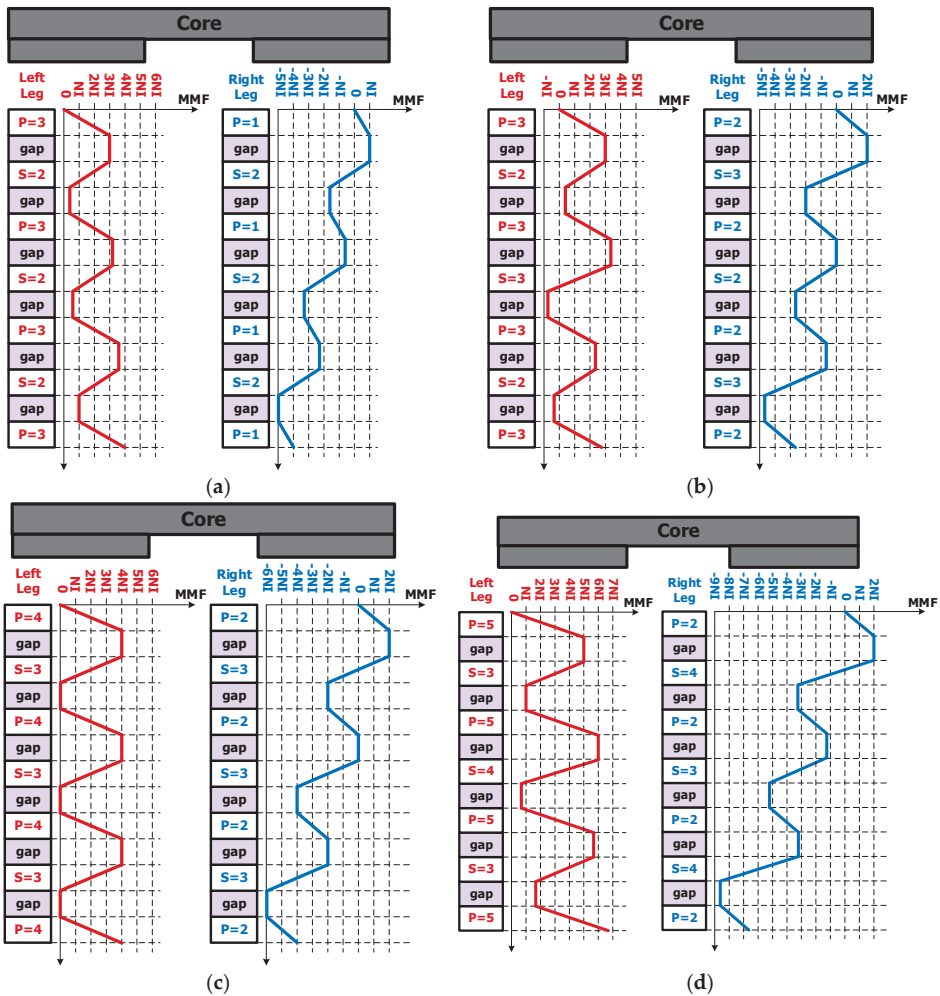 Core
Left
Leg
0 NI 2NI 3NI 4NI 5NI 6NI
MMF
P=3
gap
S=2
gap
P=3
gap
S=2
gap
P=3
gap
S=2
gap
P=3
Right
Leg
-5NI -4NI -3NI -2NI -NI 0 NI
MMF
P=1
gap
S=2
gap
P=1
gap
S=2
gap
P=1
gap
S=2
gap
P=1
(a)
Core
Left
Leg
-NI 0 NI 2NI 3NI 4NI 5NI
MMF
P=3
gap
S=2
gap
P=3
gap
S=3
gap
P=3
gap
S=2
gap
P=3
Right
Leg
-5NI -4NI -3NI -2NI -NI 0 NI 2NI
MMF
P=2
gap
S=3
gap
P=2
gap
S=2
gap
P=2
gap
S=3
gap
P=2
(b)
Core
Left
Leg
0 NI 2NI 3NI 4NI 5NI 6NI
MMF
P=4
gap
S=3
gap
P=4
gap
S=3
gap
P=4
gap
S=3
gap
P=4
Right
Leg
-6NI -5NI -4NI -3NI -2NI -NI 0 NI 2NI
MMF
P=2
gap
S=3
gap
P=2
gap
S=3
gap
P=2
gap
S=3
gap
P=2
(c)
Core
Left
Leg
0 NI 2NI 3NI 4NI 5NI 6NI 7NI
MMF
P=5
gap
S=3
gap
P=5
gap
S=4
gap
P=5
gap
S=3
gap
P=5
Right
Leg
-9NI -8NI -7NI -6NI -5NI -4NI -3NI -2NI -NI 0 NI 2NI
MMF
P=2
gap
S=4
gap
P=2
gap
S=3
gap
P=2
gap
S=4
gap
P=2
(d)